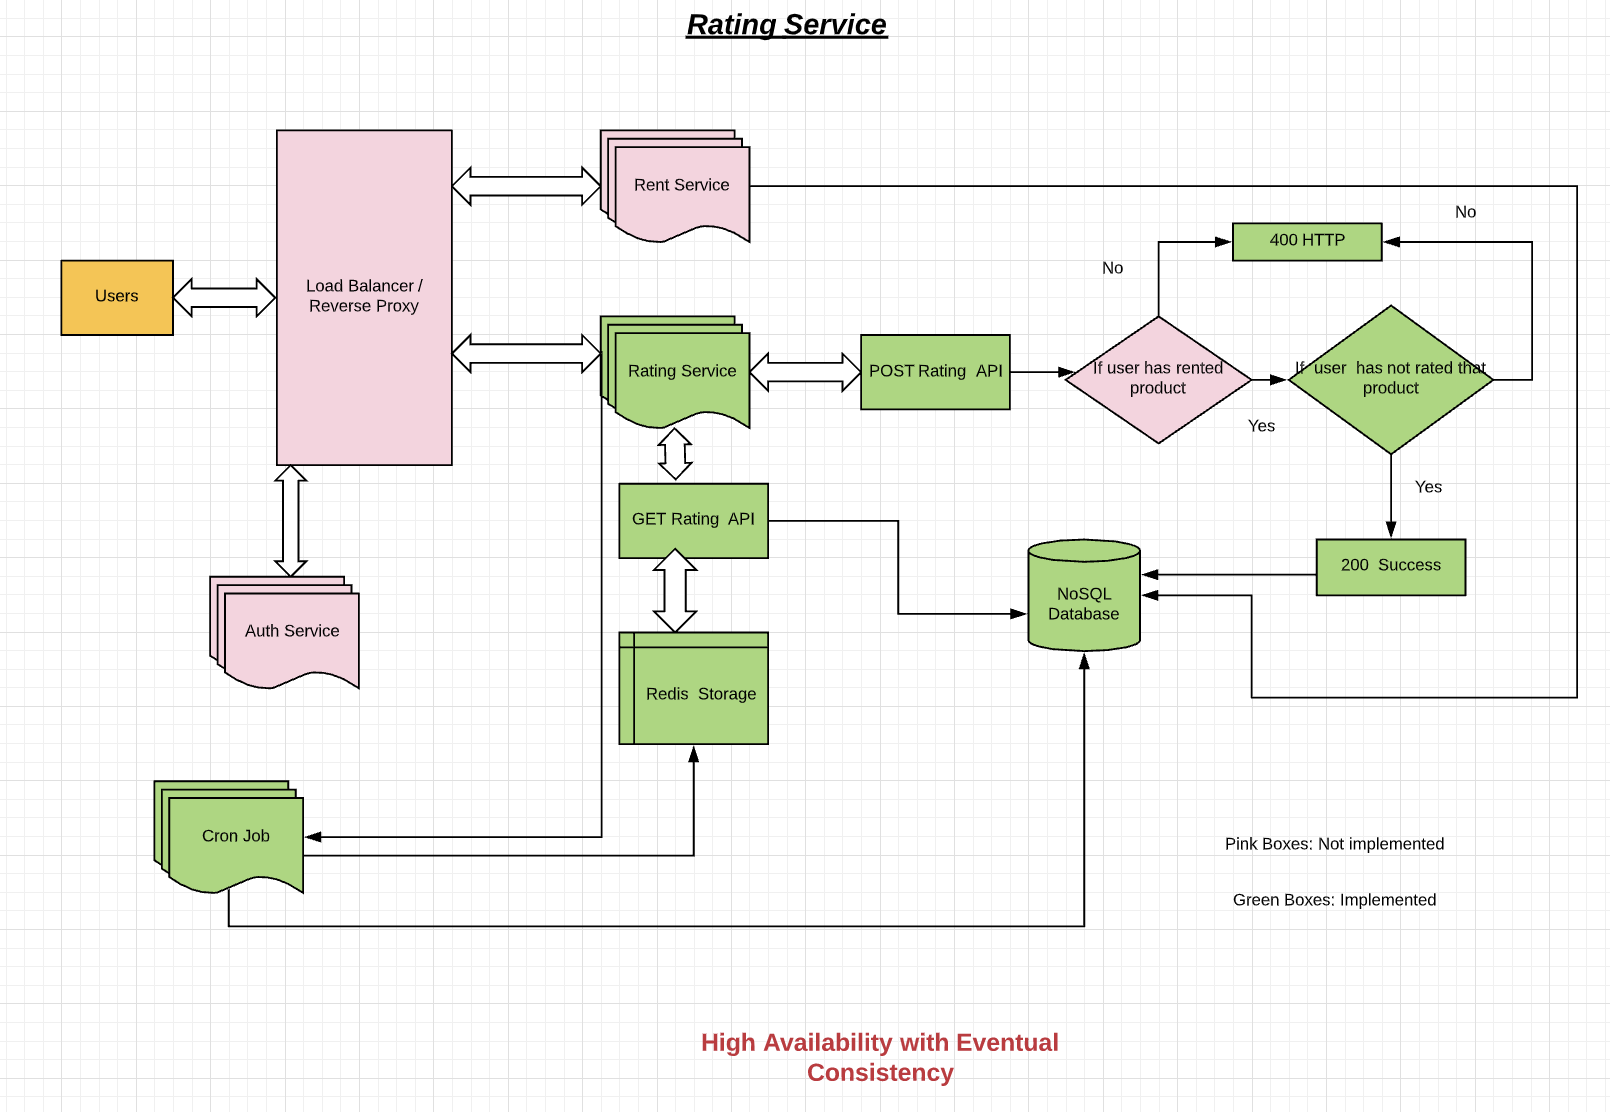 Rating Service
Rent Service
No
400 HTTP
No
Users
Load Balancer /
Reverse Proxy
Rating Service
POST Rating  API
If user has rented
product
If  user  has not rated that
product
Yes
Yes
GET Rating  API
200  Success
NoSQL
Database
Auth Service
Redis  Storage
Cron Job
Pink Boxes: Not implemented
Green Boxes: Implemented
High Availability with Eventual
Consistency